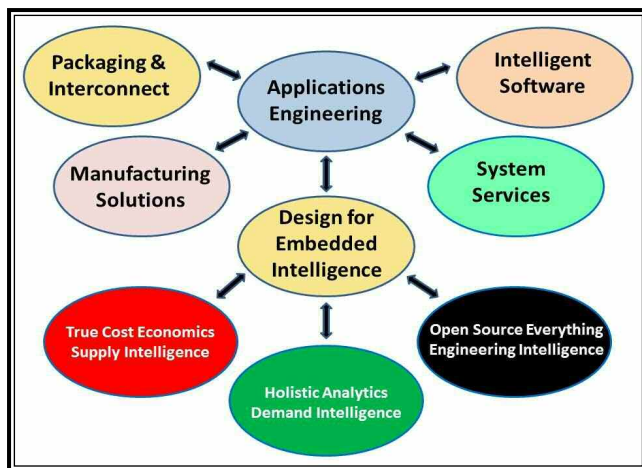 Packaging &
Interconnect
Applications
Engineering
Intelligent
Software
Manufacturing
Solutions
System
Services
Design for
Embedded
Intelligence
True Cost Economics
Supply Intelligence
Holistic Analytics
Demand Intelligence
Open Source Everything
Engineering Intelligence